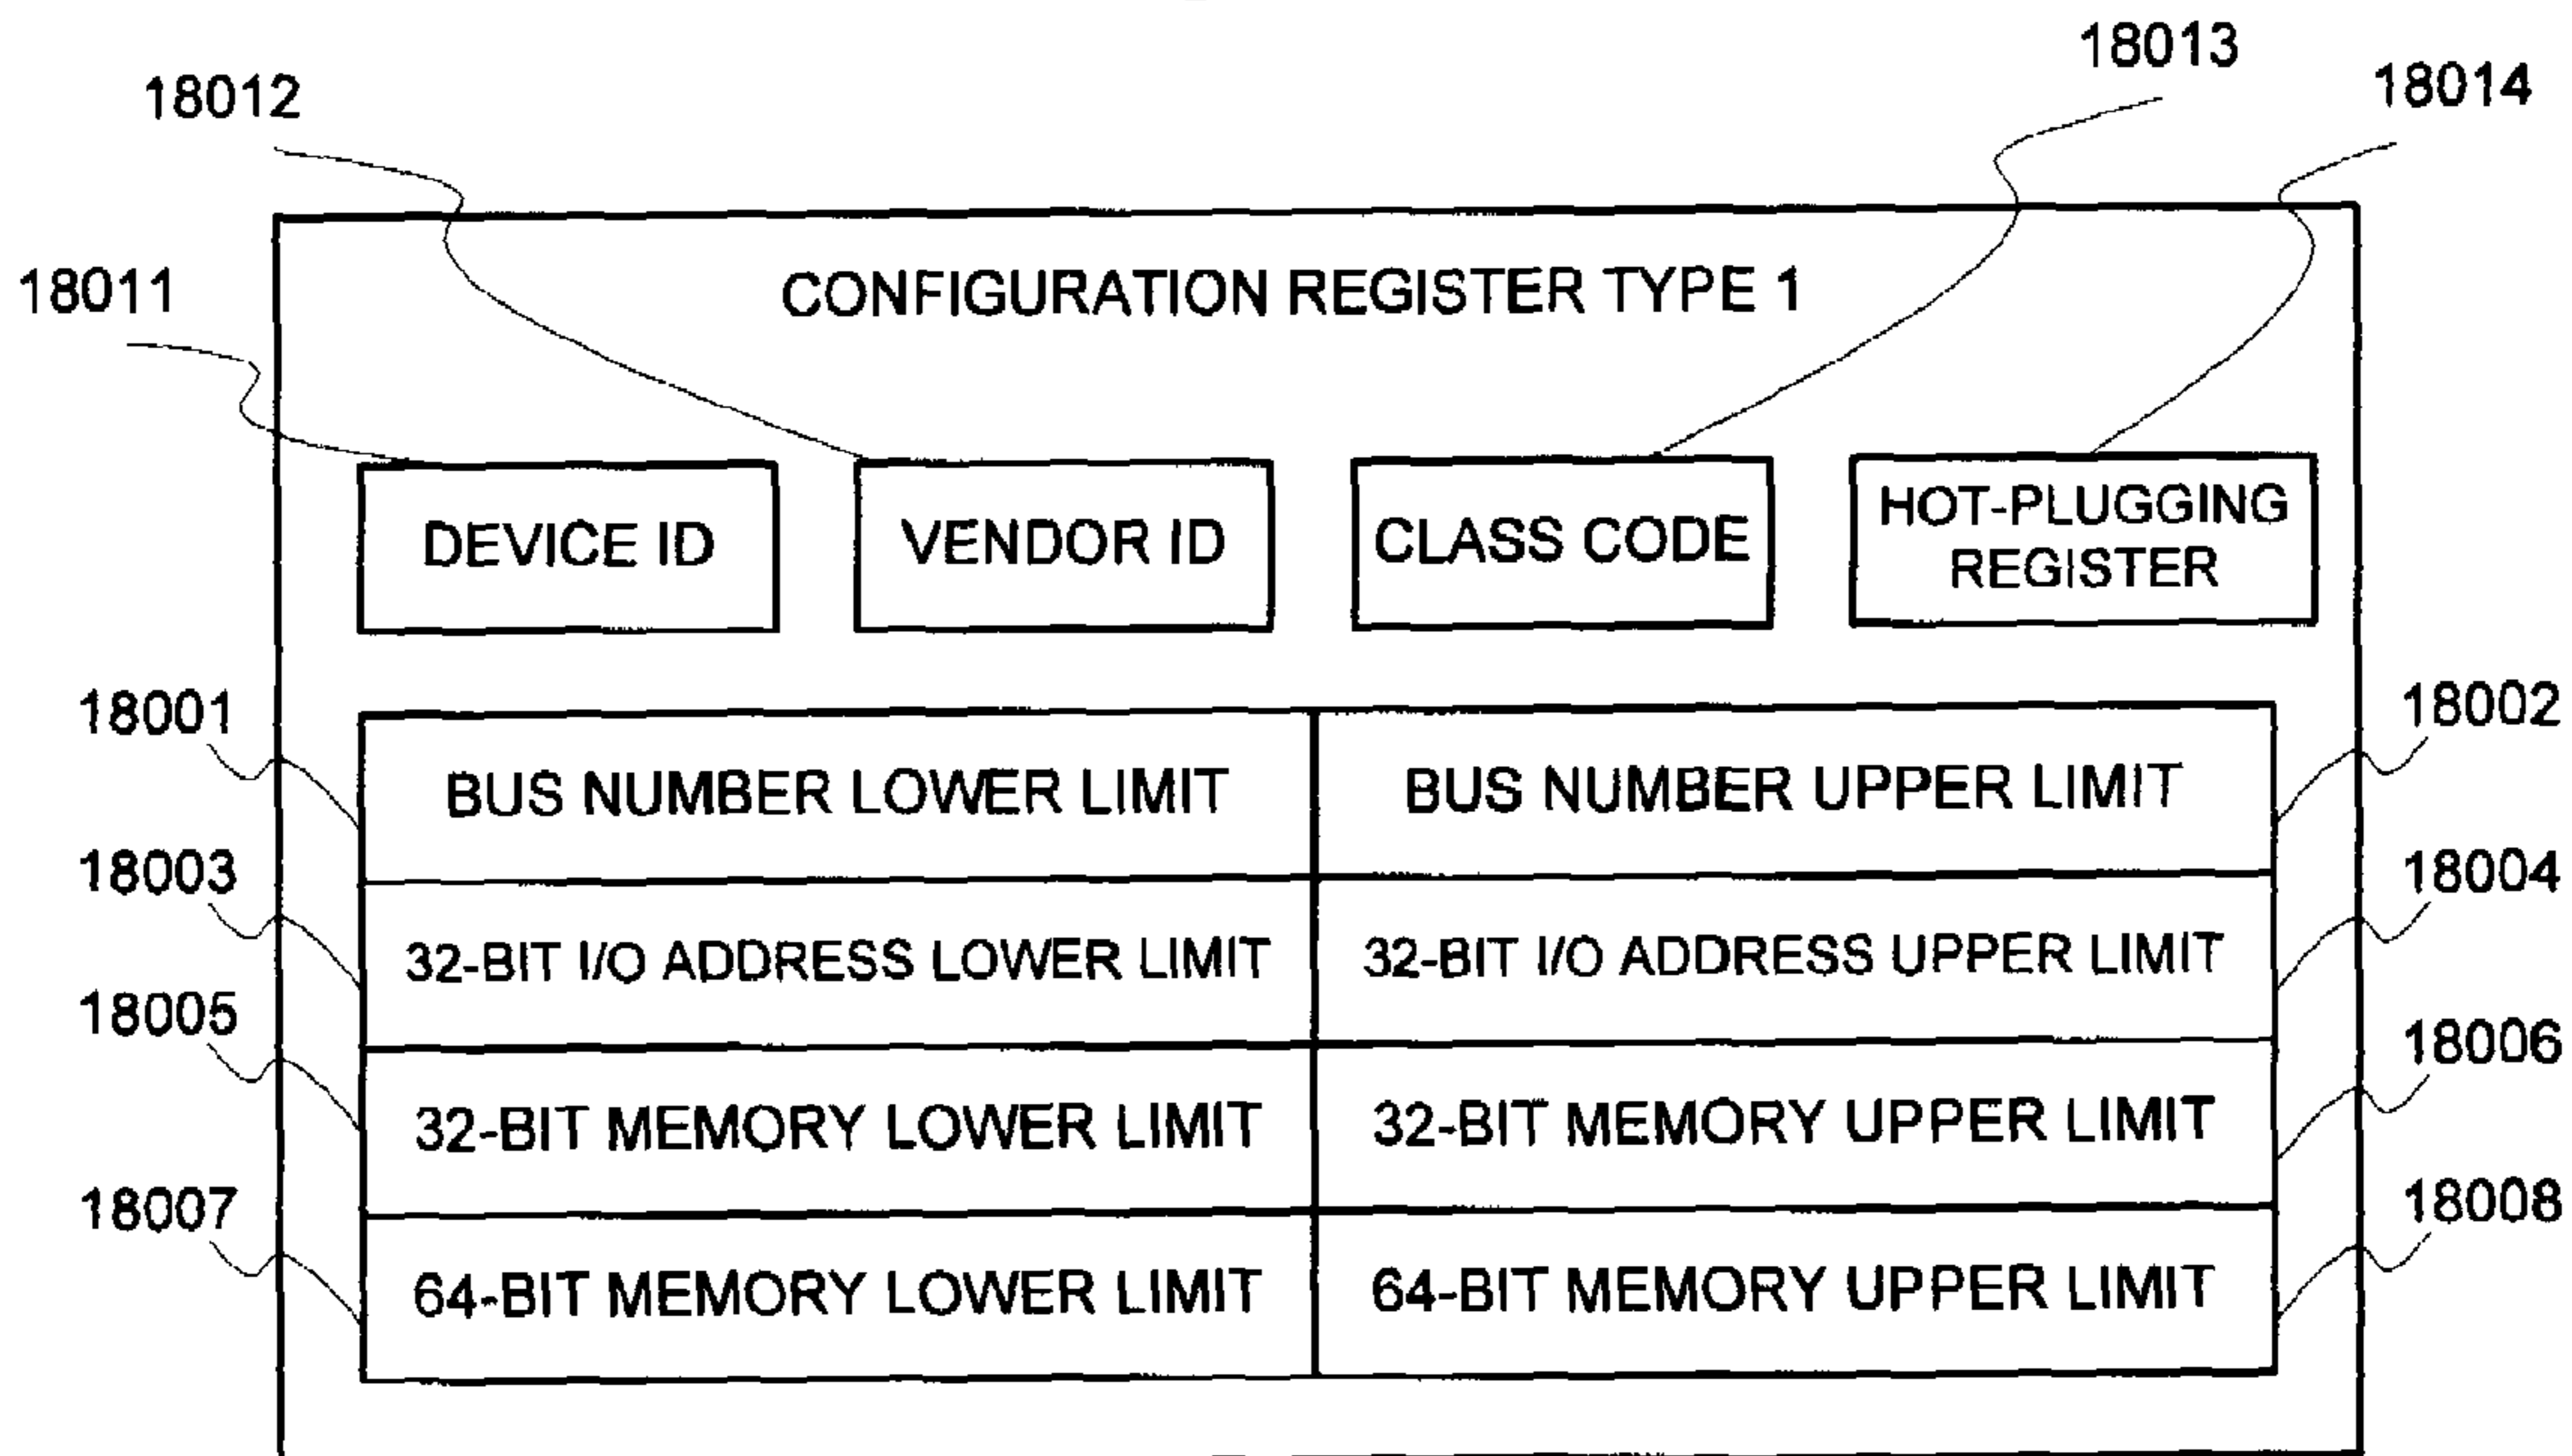 18013
18012
18014
18011
CONFIGURATION REGISTER TYPE 1
DEVICE ID
VENDOR ID
CLASS CODE
HOT-PLUGGING
REGISTER
18001
18002
BUS NUMBER LOWER LIMIT
BUS NUMBER UPPER LIMIT
18003
18004
32-BIT I/O ADDRESS LOWER LIMIT
32-BIT I/O ADDRESS UPPER LIMIT
18005
18006
32-BIT MEMORY LOWER LIMIT
32-BIT MEMORY UPPER LIMIT
18007
18008
64-BIT MEMORY LOWER LIMIT
64-BIT MEMORY UPPER LIMIT